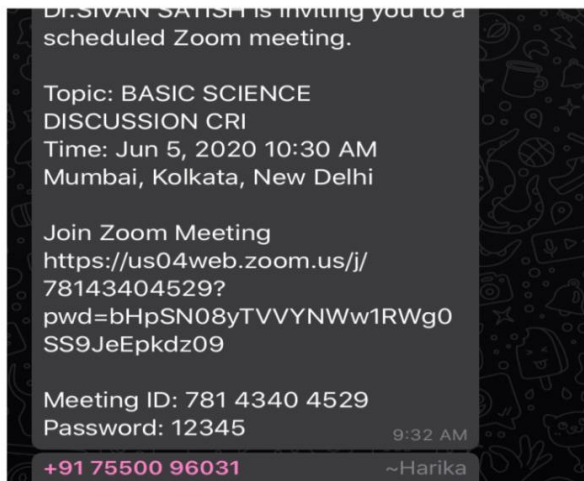 Dr.SIVAN SATISH is inviting you to a
scheduled Zoom meeting.
Topic: BASIC SCIENCE
DISCUSSION CRI
Time: Jun 5, 2020 10:30 AM
Mumbai, Kolkata, New Delhi
Join Zoom Meeting
https://us04web.zoom.us/j/
78143404529?
pwd=bHpSN08yTVVYNWw1RWg0
SS9JeEpkdz09
Meeting ID: 781 4340 4529
Password: 12345
9:32 AM
+91 75500 96031 ~Harika